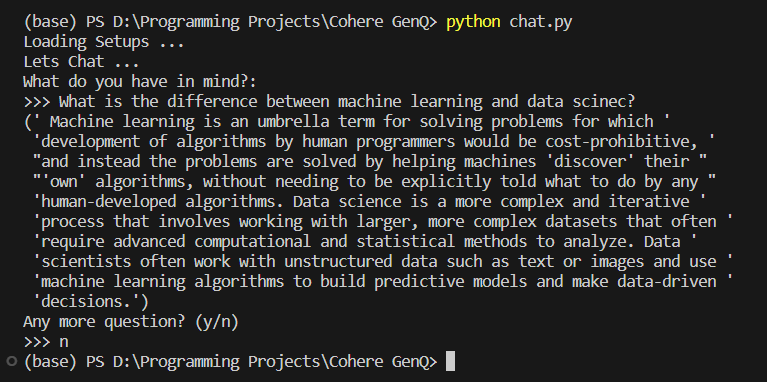 (base) PS D:\Programming Projects\Cohere GenQ> python chat.py
Loading Setups ...
Lets Chat ...
What do you have in mind?:
>>> What is the difference between machine learning and data scinec?
(' Machine learning is an umbrella term for solving problems for which '
 'development of algorithms by human programmers would be cost-prohibitive, '
 "and instead the problems are solved by helping machines 'discover' their "
 "'own' algorithms, without needing to be explicitly told what to do by any "
 'human-developed algorithms. Data science is a more complex and iterative '
 'process that involves working with larger, more complex datasets that often '
 'require advanced computational and statistical methods to analyze. Data '
 'scientists often work with unstructured data such as text or images and use '
 'machine learning algorithms to build predictive models and make data-driven '
 'decisions.')
Any more question? (y/n)
>>> n
(base) PS D:\Programming Projects\Cohere GenQ>